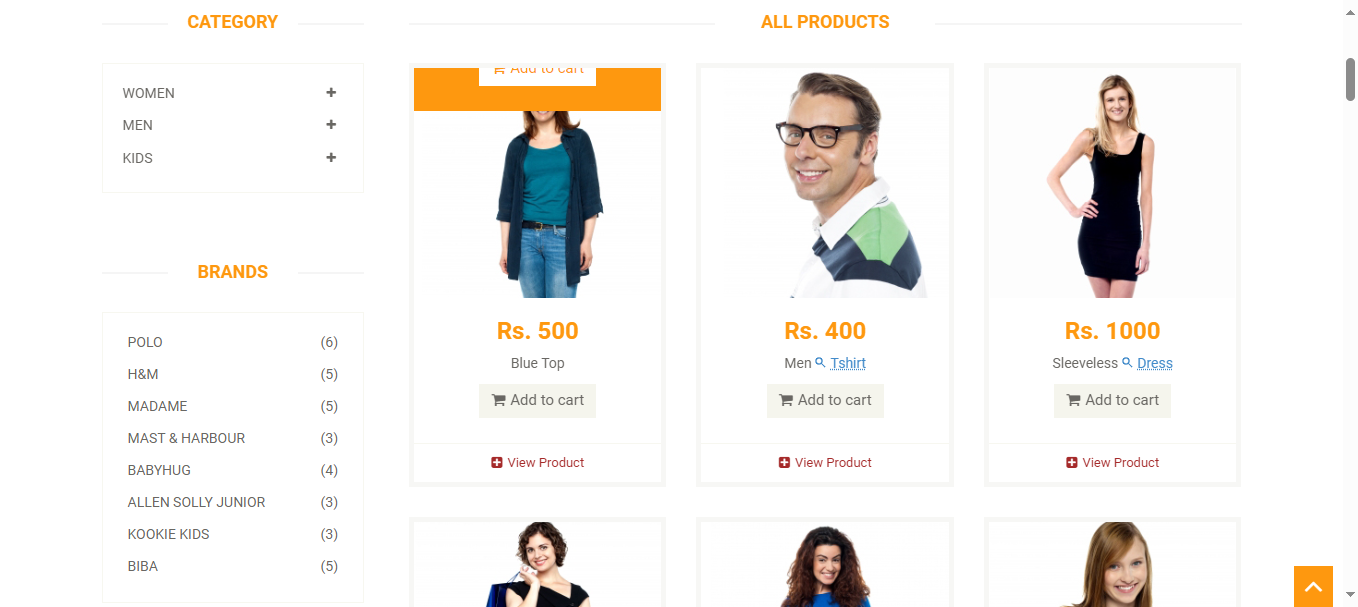 CATEGORY
WOMEN
MEN
KIDS
BRANDS
POLO (6)
H&M (5)
MADAME (5)
MAST & HARBOUR (3)
BABYHUG (4)
ALLEN SOLLY JUNIOR (3)
KOOKIE KIDS (3)
BIBA (5)
ALL PRODUCTS
Add to cart
Rs. 500
Blue Top
Add to cart
View Product
Rs. 400
Men Tshirt
Add to cart
View Product
Rs. 1000
Sleeveless Dress
Add to cart
View Product